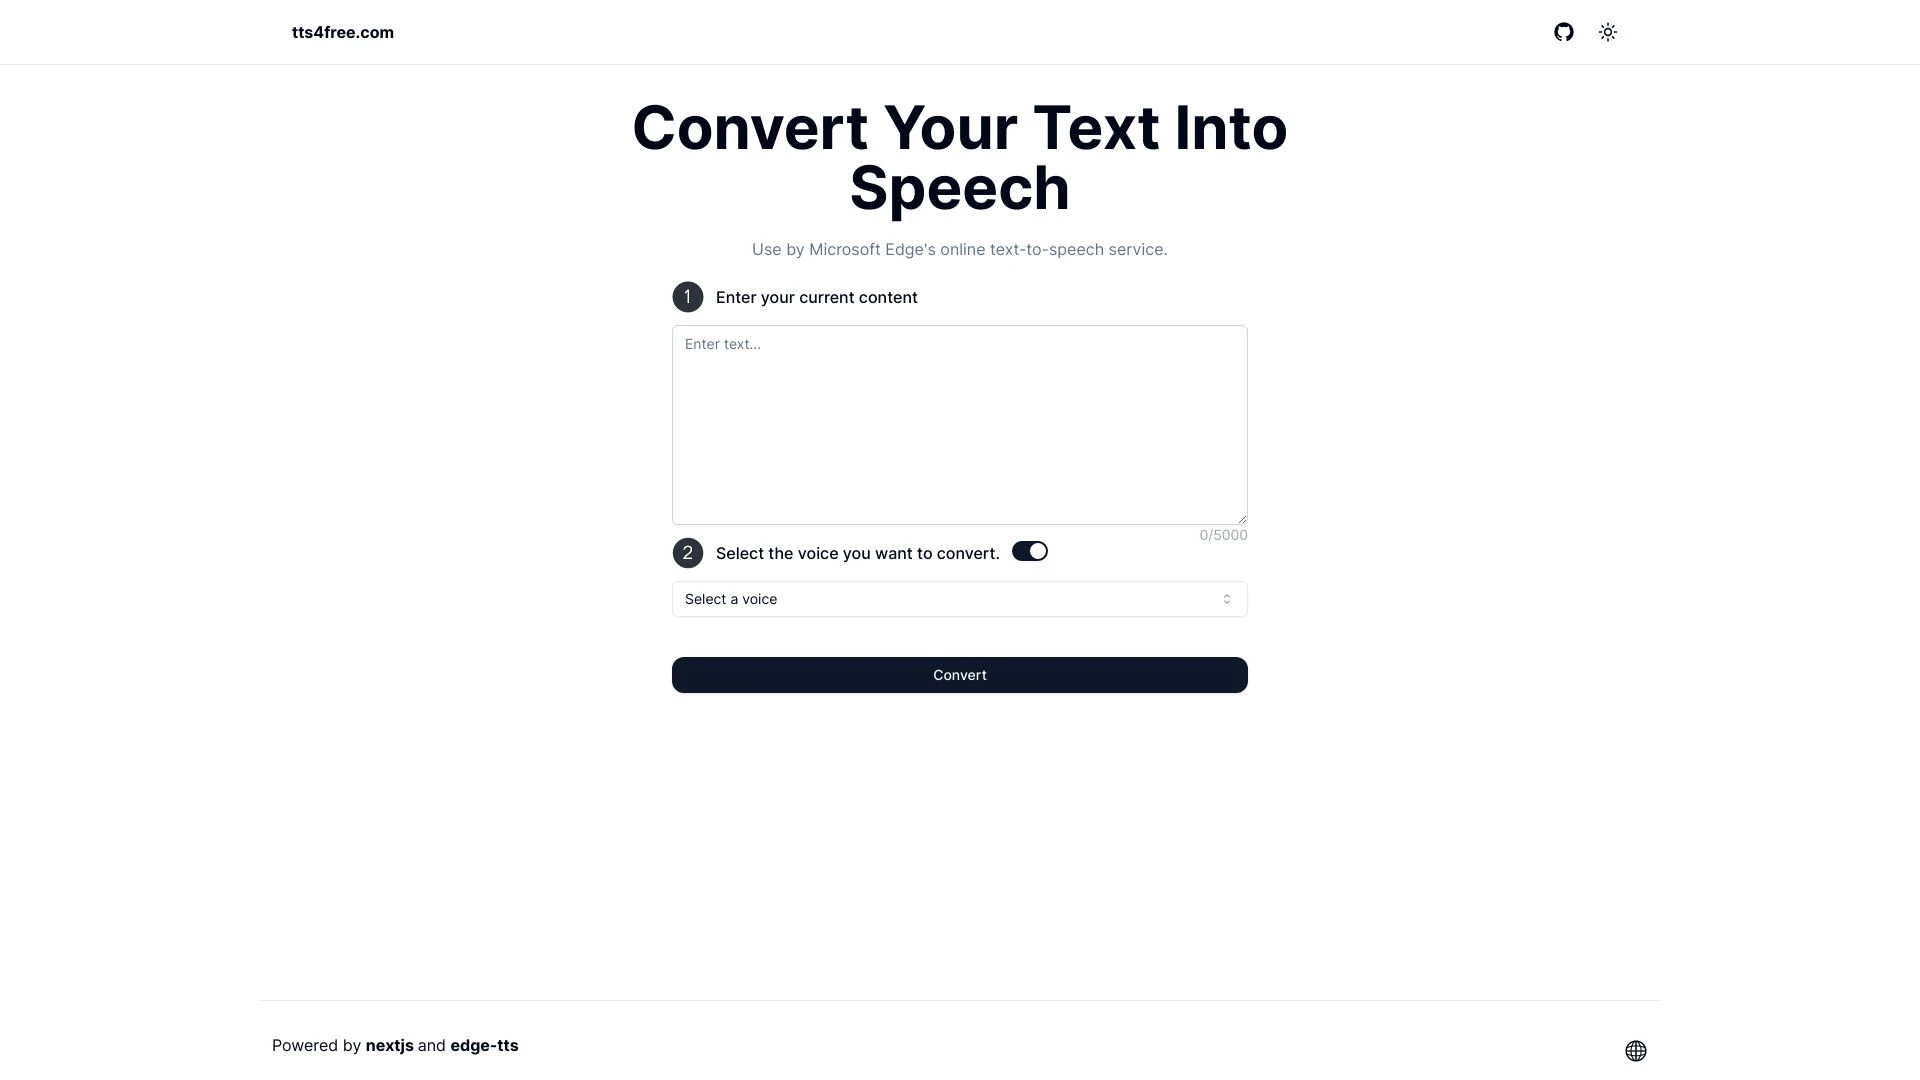 tts4free.com
Convert Your Text Into
Speech
Use by Microsoft Edge's online text-to-speech service.
1 Enter your current content
Enter text...
0/5000
2 Select the voice you want to convert.
Select a voice
Convert
Powered by nextjs and edge-tts